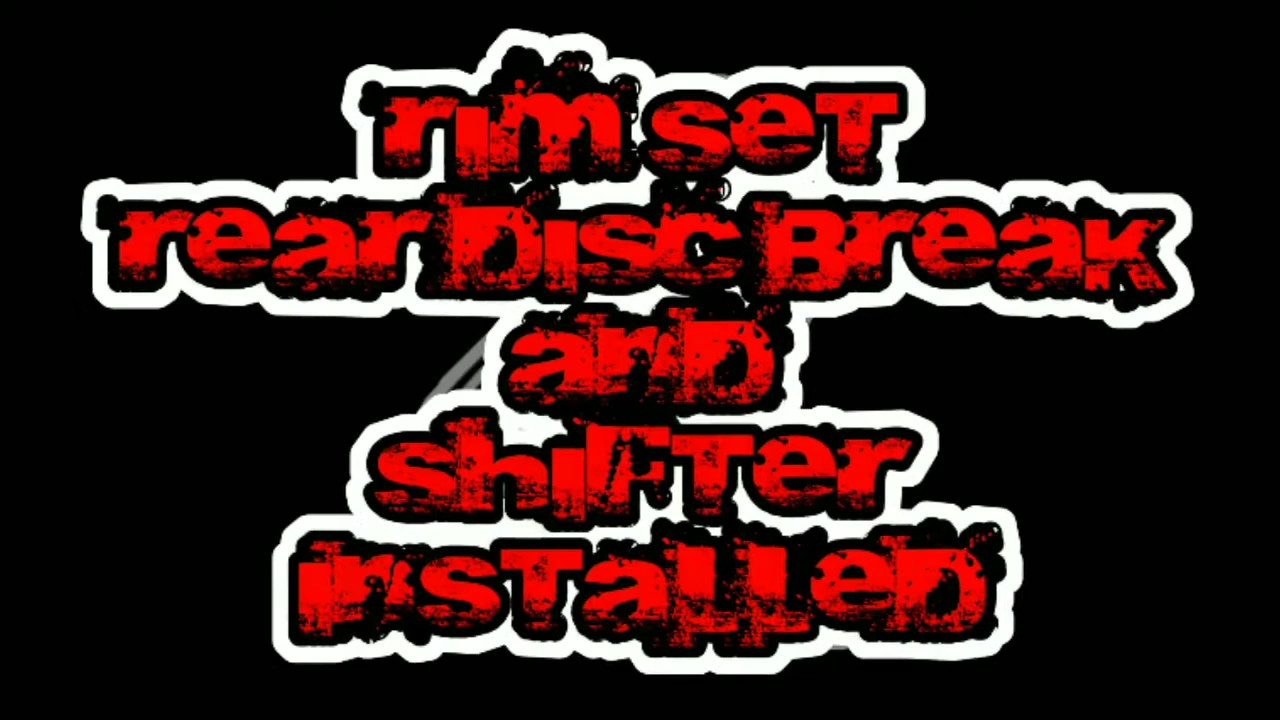 rim seT
rear Disc Break
anD
shiFTer
insTalleD